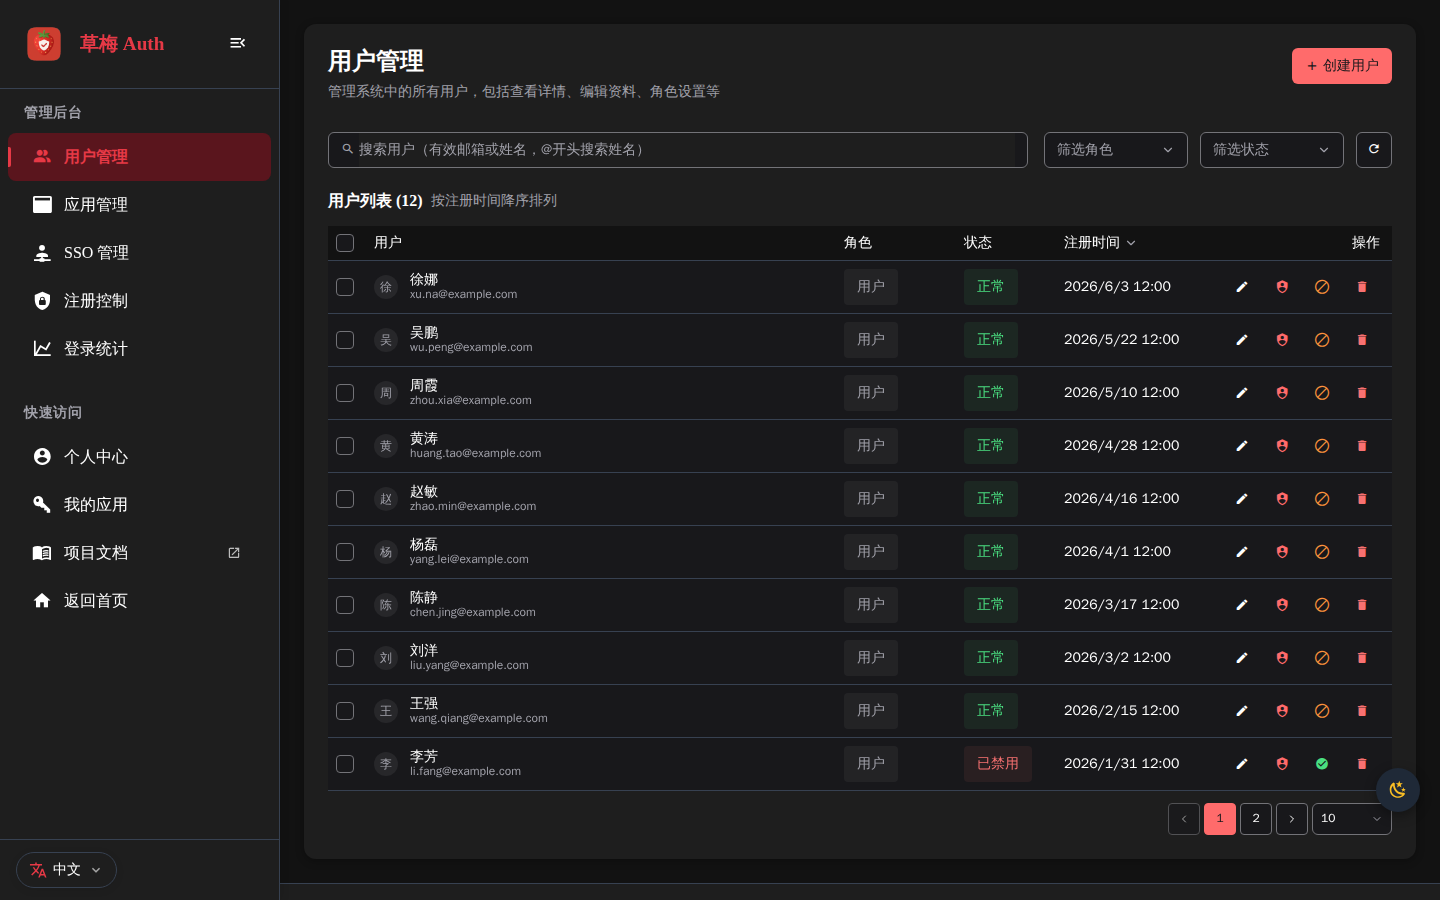 草梅 Auth
管理后台
用户管理
应用管理
SSO 管理
注册控制
登录统计
快速访问
个人中心
我的应用
项目文档
返回首页
中文
用户管理
管理系统中的所有用户，包括查看详情、编辑资料、角色设置等
创建用户
搜索用户（有效邮箱或姓名，@开头搜索姓名）
筛选角色
筛选状态
用户列表 (12) 按注册时间降序排列
用户 角色 状态 注册时间 操作
徐 徐娜 用户 正常 2026/6/3 12:00
xu.na@example.com
吴 吴鹏 用户 正常 2026/5/22 12:00
wu.peng@example.com
周 周霞 用户 正常 2026/5/10 12:00
zhou.xia@example.com
黄 黄涛 用户 正常 2026/4/28 12:00
huang.tao@example.com
赵 赵敏 用户 正常 2026/4/16 12:00
zhao.min@example.com
杨 杨磊 用户 正常 2026/4/1 12:00
yang.lei@example.com
陈 陈静 用户 正常 2026/3/17 12:00
chen.jing@example.com
刘 刘洋 用户 正常 2026/3/2 12:00
liu.yang@example.com
王 王强 用户 正常 2026/2/15 12:00
wang.qiang@example.com
李 李芳 用户 已禁用 2026/1/31 12:00
li.fang@example.com
1 2 10